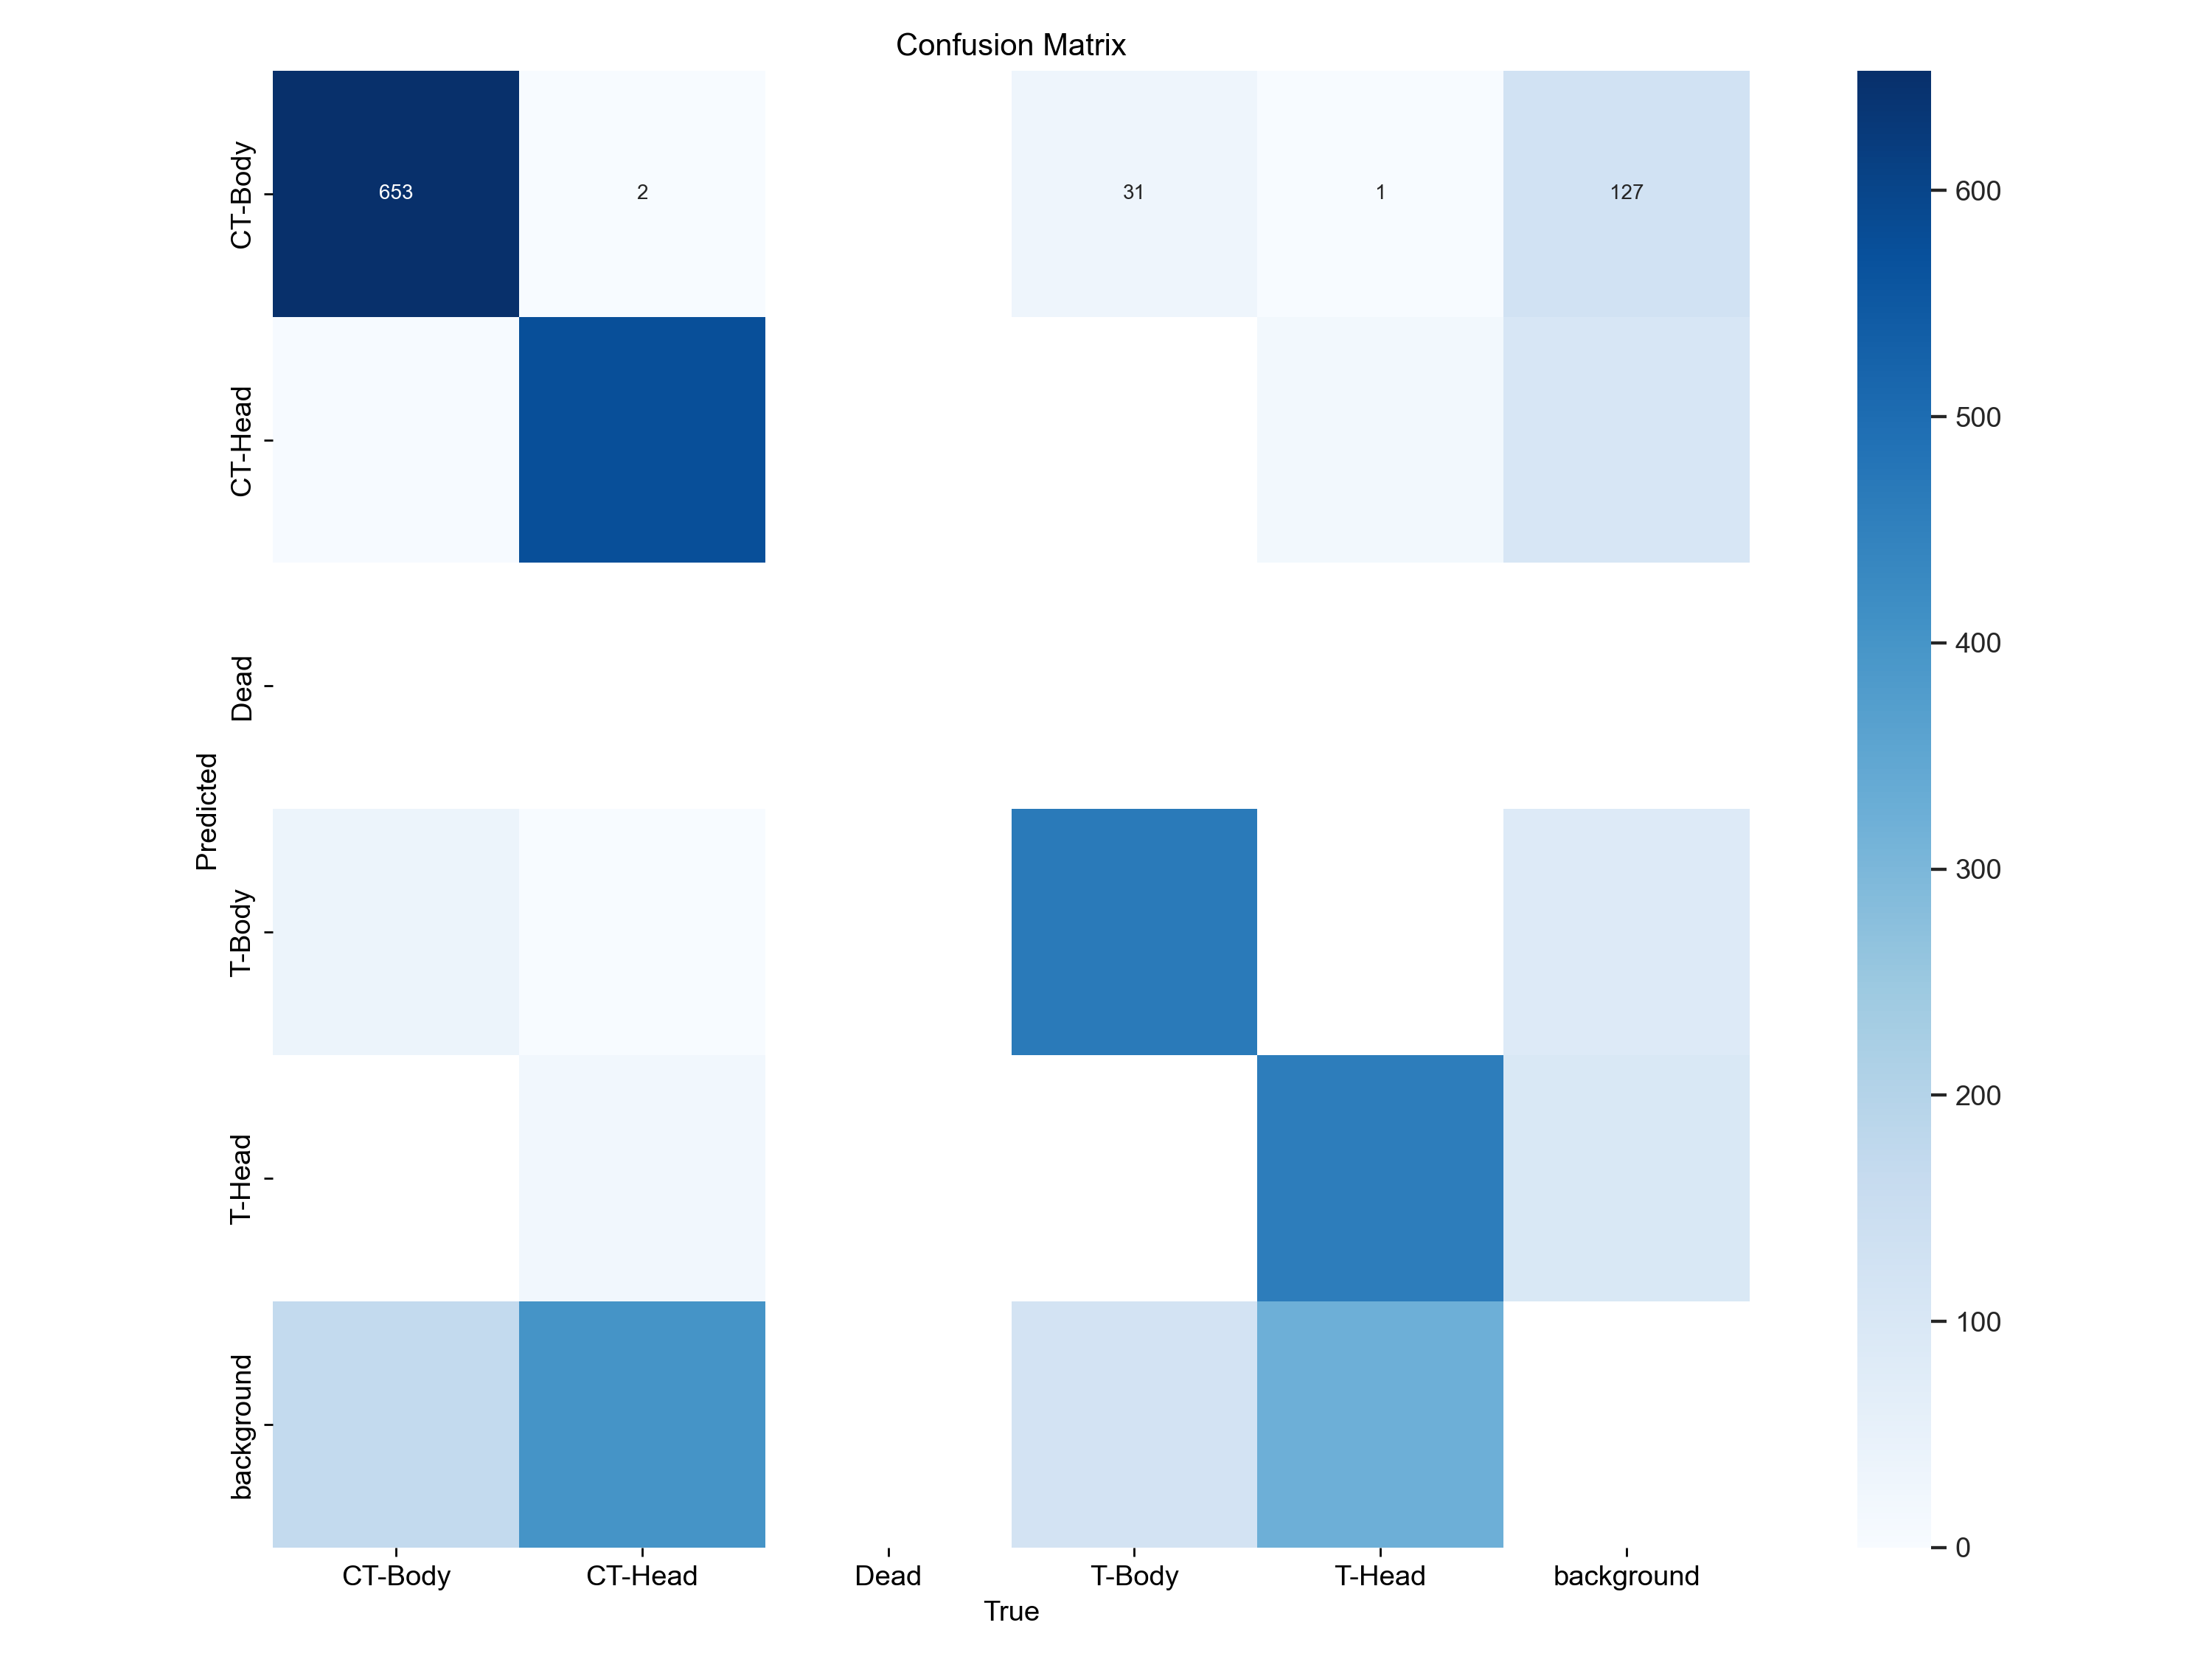 Confusion Matrix
CT-Body
653
2
31
1
127
CT-Head
Dead
T-Body
T-Head
background
Predicted
CT-Body
CT-Head
Dead
T-Body
T-Head
background
True
600
500
400
300
200
100
0